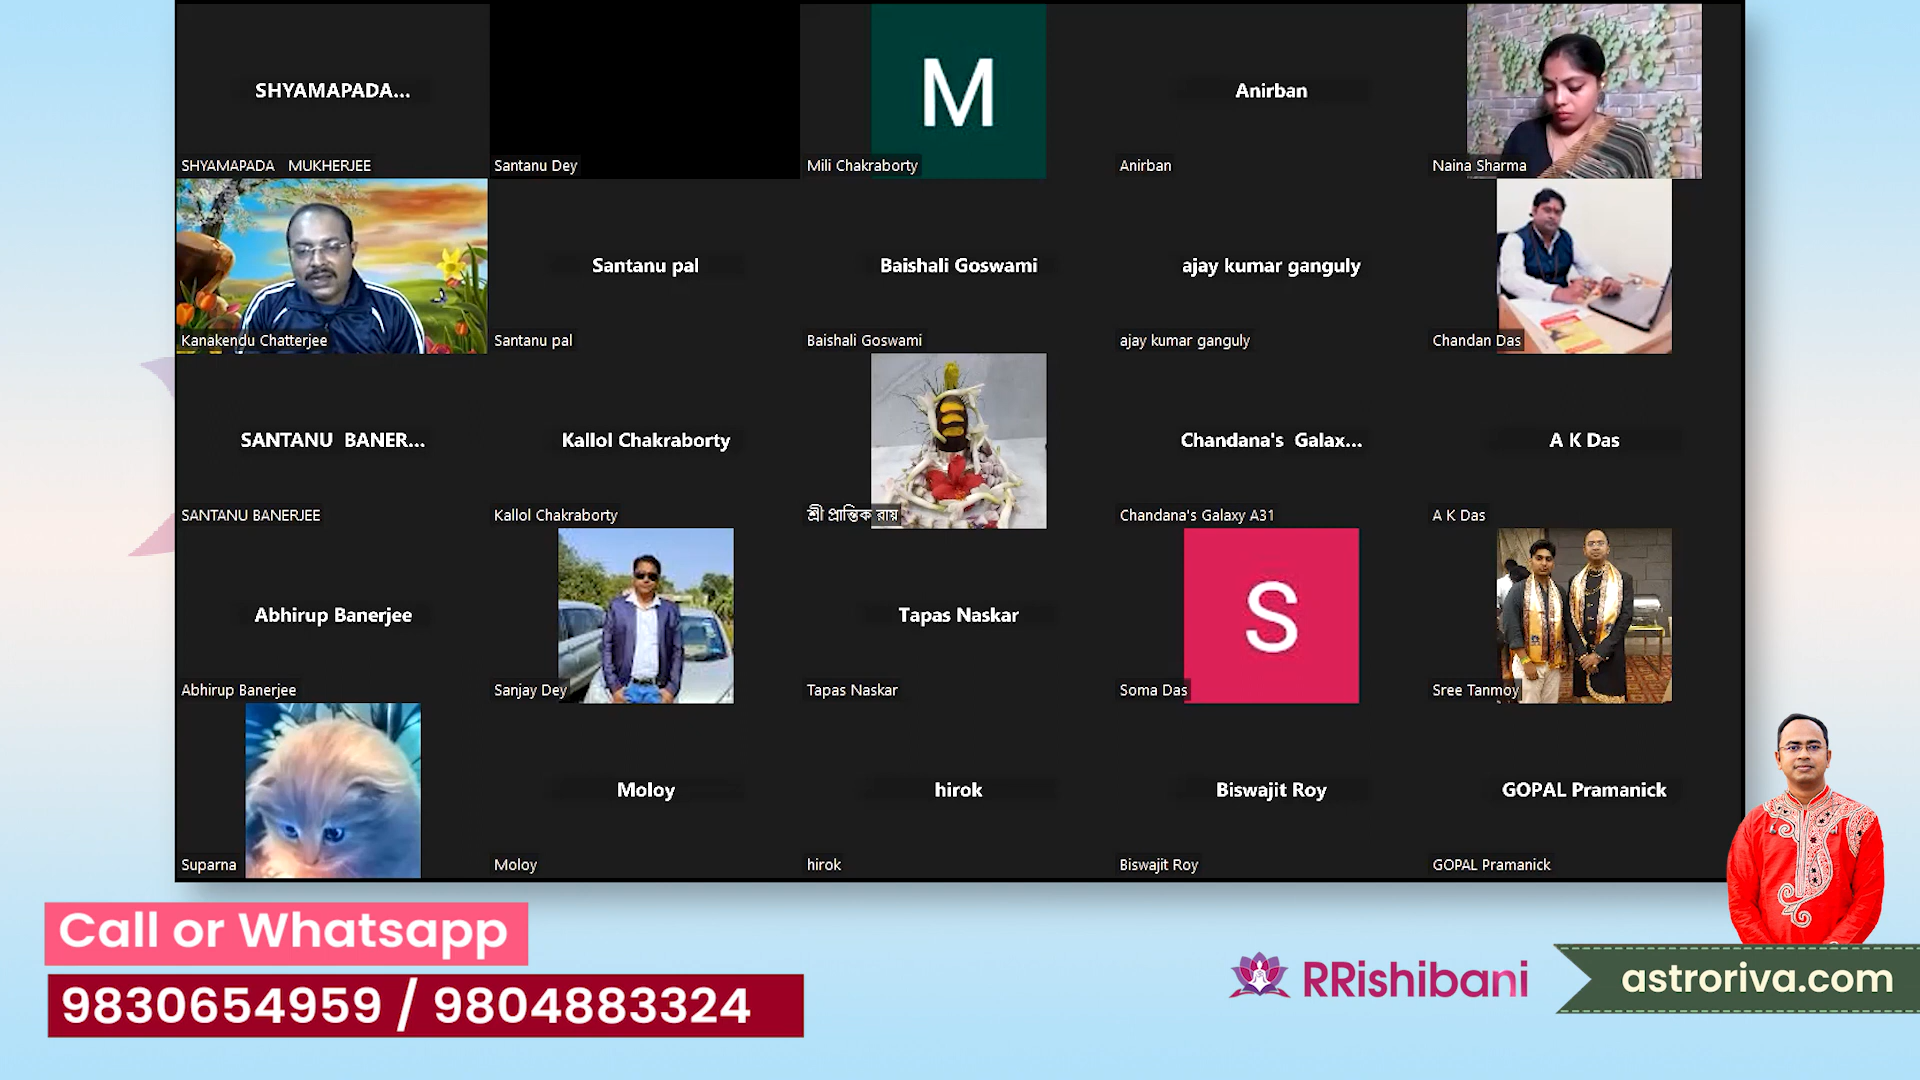 SHYAMAPADA...
SHYAMAPADA MUKHERJEE
Santanu Dey
M
Mili Chakraborty
Anirban
Anirban
Naina Sharma
Kanakendu Chatterjee
Santanu pal
Santanu pal
Baishali Goswami
Baishali Goswami
ajay kumar ganguly
ajay kumar ganguly
Chandan Das
SANTANU BANER...
SANTANU BANERJEE
Kallol Chakraborty
Kallol Chakraborty
শ্রী প্রান্তিক রায়
Chandana's Galax...
Chandana's Galaxy A31
A K Das
A K Das
Abhirup Banerjee
Abhirup Banerjee
Sanjay Dey
Tapas Naskar
Tapas Naskar
S
Soma Das
Sree Tanmoy
Suparna
Moloy
Moloy
hirok
hirok
Biswajit Roy
Biswajit Roy
GOPAL Pramanick
GOPAL Pramanick
Call or Whatsapp
9830654959 / 9804883324
RRishibani
astroriva.com